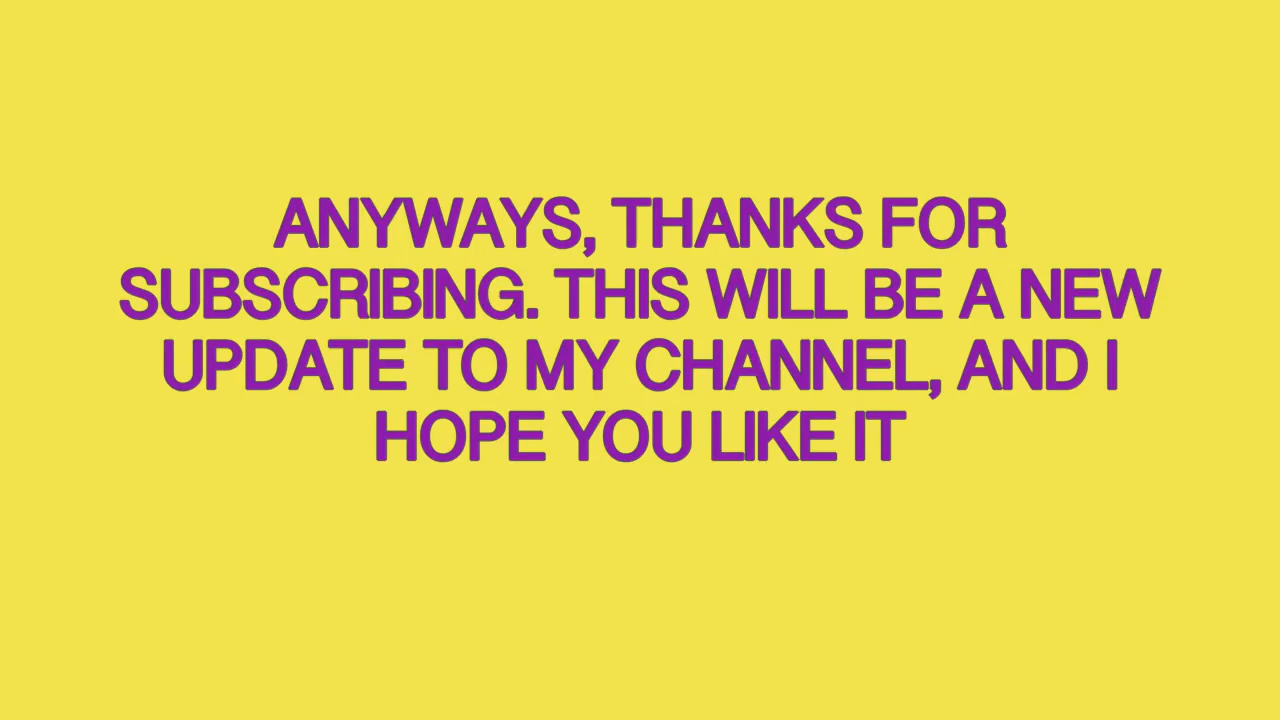 ANYWAYS, THANKS FOR
SUBSCRIBING. THIS WILL BE A NEW
UPDATE TO MY CHANNEL, AND I
HOPE YOU LIKE IT